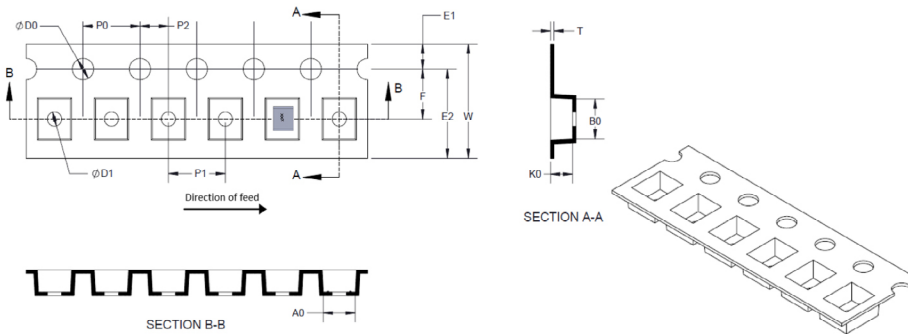 A
E1
ØD0
P0
P2
T
B
B
F
E2
W
B0
ØD1
P1
A
K0
Direction of feed
SECTION A-A
A0
SECTION B-B